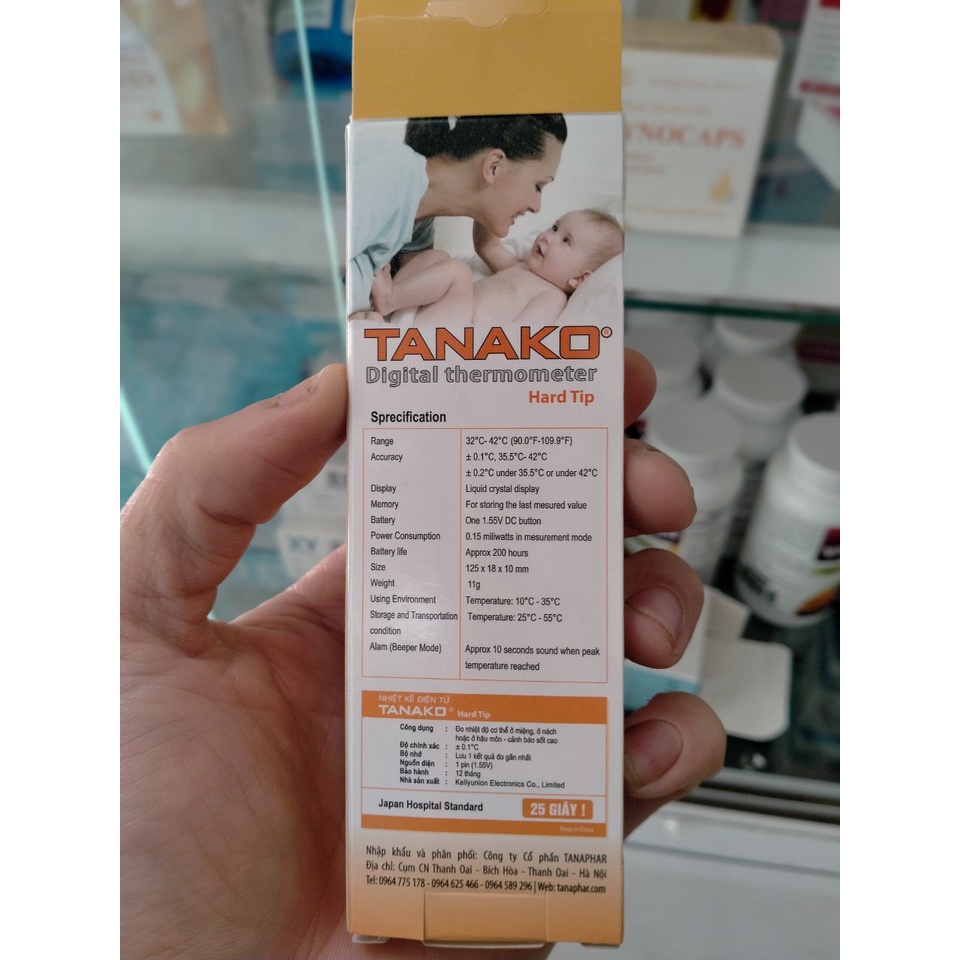 NOCAPS
TANAKO®
Digital thermometer
Hard Tip
Sprecification
Range 32°C- 42°C (90.0°F-109.9°F)
Accuracy ± 0.1°C, 35.5°C- 42°C
± 0.2°C under 35.5°C or under 42°C
Display Liquid crystal display
Memory For storing the last mesured value
Battery One 1.55V DC button
Power Consumption 0.15 miliwatts in mesurement mode
Battery life Approx 200 hours
Size 125 x 18 x 10 mm
Weight 11g
Using Environment Temperature: 10°C - 35°C
Storage and Transportation Temperature: 25°C - 55°C
condition
Alam (Beeper Mode) Approx 10 seconds sound when peak
temperature reached
NHIỆT KẾ ĐIỆN TỬ
TANAKO® Hard Tip
Công dụng : Đo nhiệt độ cơ thể ở miệng, ở nách
hoặc ở hậu môn - cảnh báo sốt cao
Độ chính xác : ± 0.1°C
Bộ nhớ : Lưu 1 kết quả đo gần nhất
Nguồn điện : 1 pin (1.55V)
Bảo hành : 12 tháng
Nhà sản xuất : Kellyunion Electronics Co., Limited
Japan Hospital Standard 25 GIÂY !
Made in China
Nhập khẩu và phân phối: Công ty Cổ phần TANAPHAR
Địa chỉ: Cụm CN Thanh Oai - Bích Hòa - Thanh Oai - Hà Nội
Tel: 0964 775 178 - 0964 625 466 - 0964 589 296 | Web: tanaphar.com